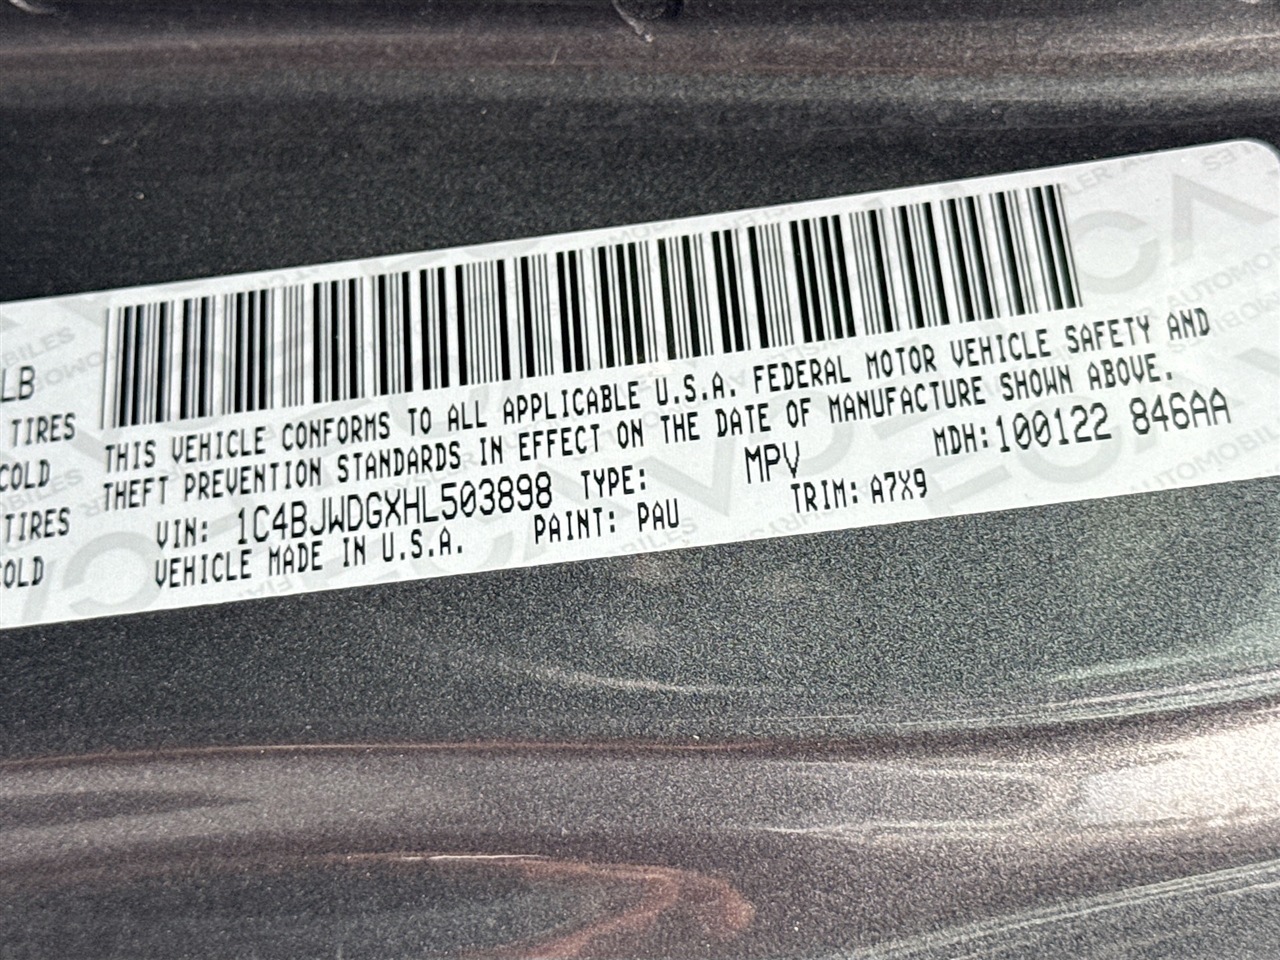 LB
TIRES
COLD
TIRES
COLD
THIS VEHICLE CONFORMS TO ALL APPLICABLE U.S.A. FEDERAL MOTOR VEHICLE SAFETY AND
THEFT PREVENTION STANDARDS IN EFFECT ON THE DATE OF MANUFACTURE SHOWN ABOVE.
VIN: 1C4BJWDGXHL503898 TYPE: MPV MDH:100122 846AA
VEHICLE MADE IN U.S.A. PAINT: PAU TRIM: A7X9